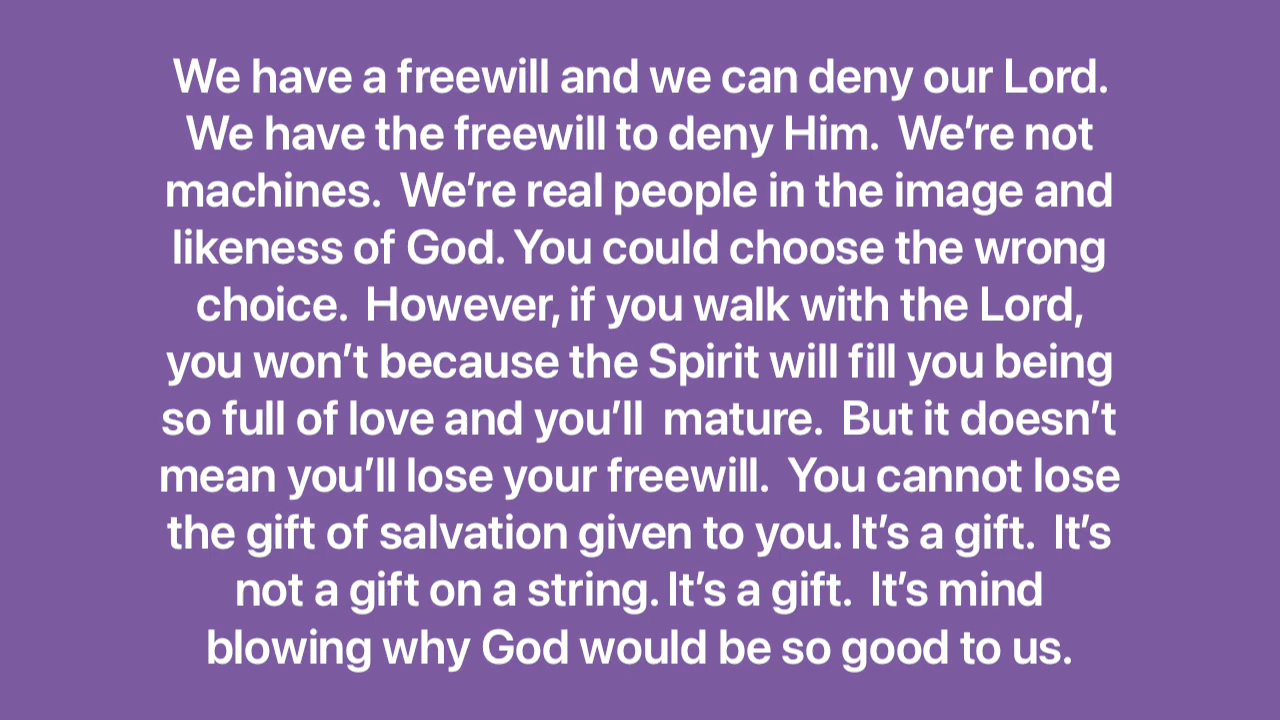 We have a freewill and we can deny our Lord.
We have the freewill to deny Him.  We’re not
machines.  We’re real people in the image and
likeness of God. You could choose the wrong
choice.  However, if you walk with the Lord,
you won’t because the Spirit will fill you being
so full of love and you’ll  mature.  But it doesn’t
mean you’ll lose your freewill.  You cannot lose
the gift of salvation given to you. It’s a gift.  It’s
not a gift on a string. It’s a gift.  It’s mind
blowing why God would be so good to us.